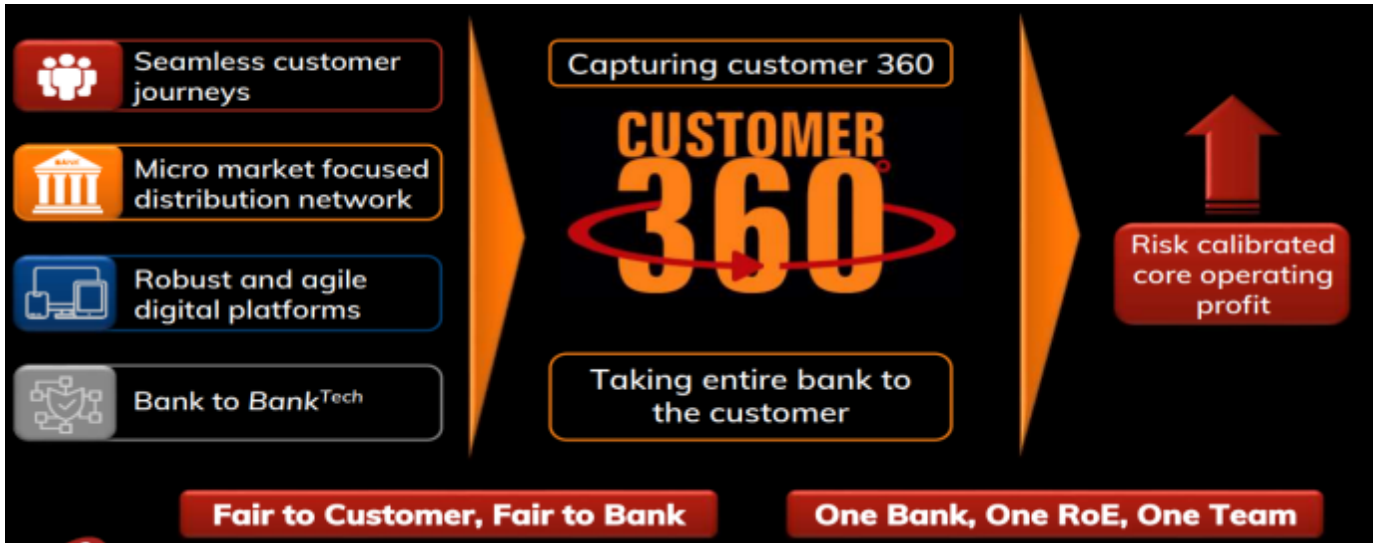 Seamless customer
journeys
BANK
Micro market focused
distribution network
Robust and agile
digital platforms
Bank to BankTech
Capturing customer 360
CUSTOMER
360°
Taking entire bank to
the customer
Risk calibrated
core operating
profit
Fair to Customer, Fair to Bank
One Bank, One RoE, One Team